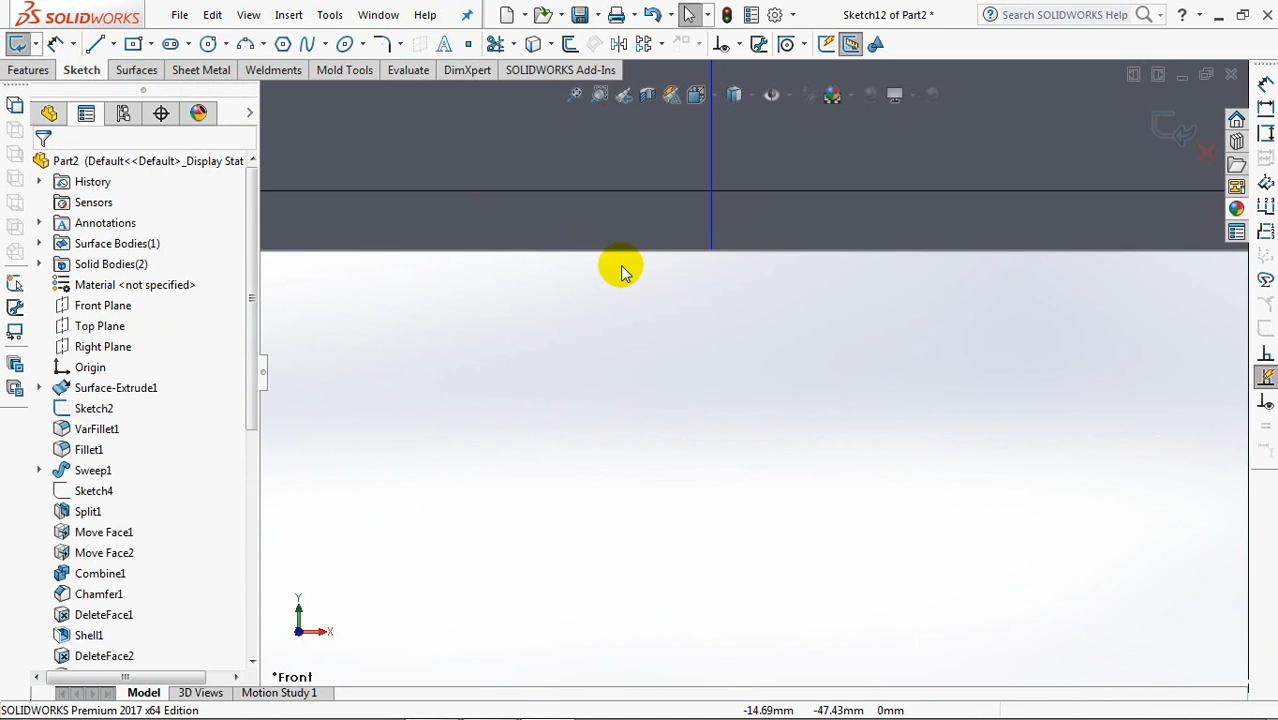 SOLIDWORKS File Edit View Insert Tools Window Help Sketch12 of Part2 * Search SOLIDWORKS Help ?
Features Sketch Surfaces Sheet Metal Weldments Mold Tools Evaluate DimXpert SOLIDWORKS Add-Ins
Part2 (Default<<Default>_Display Stat
History
Sensors
Annotations
Surface Bodies(1)
Solid Bodies(2)
Material <not specified>
Front Plane
Top Plane
Right Plane
Origin
Surface-Extrude1
Sketch2
VarFillet1
Fillet1
Sweep1
Sketch4
Split1
Move Face1
Move Face2
Combine1
Chamfer1
DeleteFace1
Shell1
DeleteFace2
Y
X
*Front
Model 3D Views Motion Study 1
SOLIDWORKS Premium 2017 x64 Edition -14.69mm -47.43mm 0mm